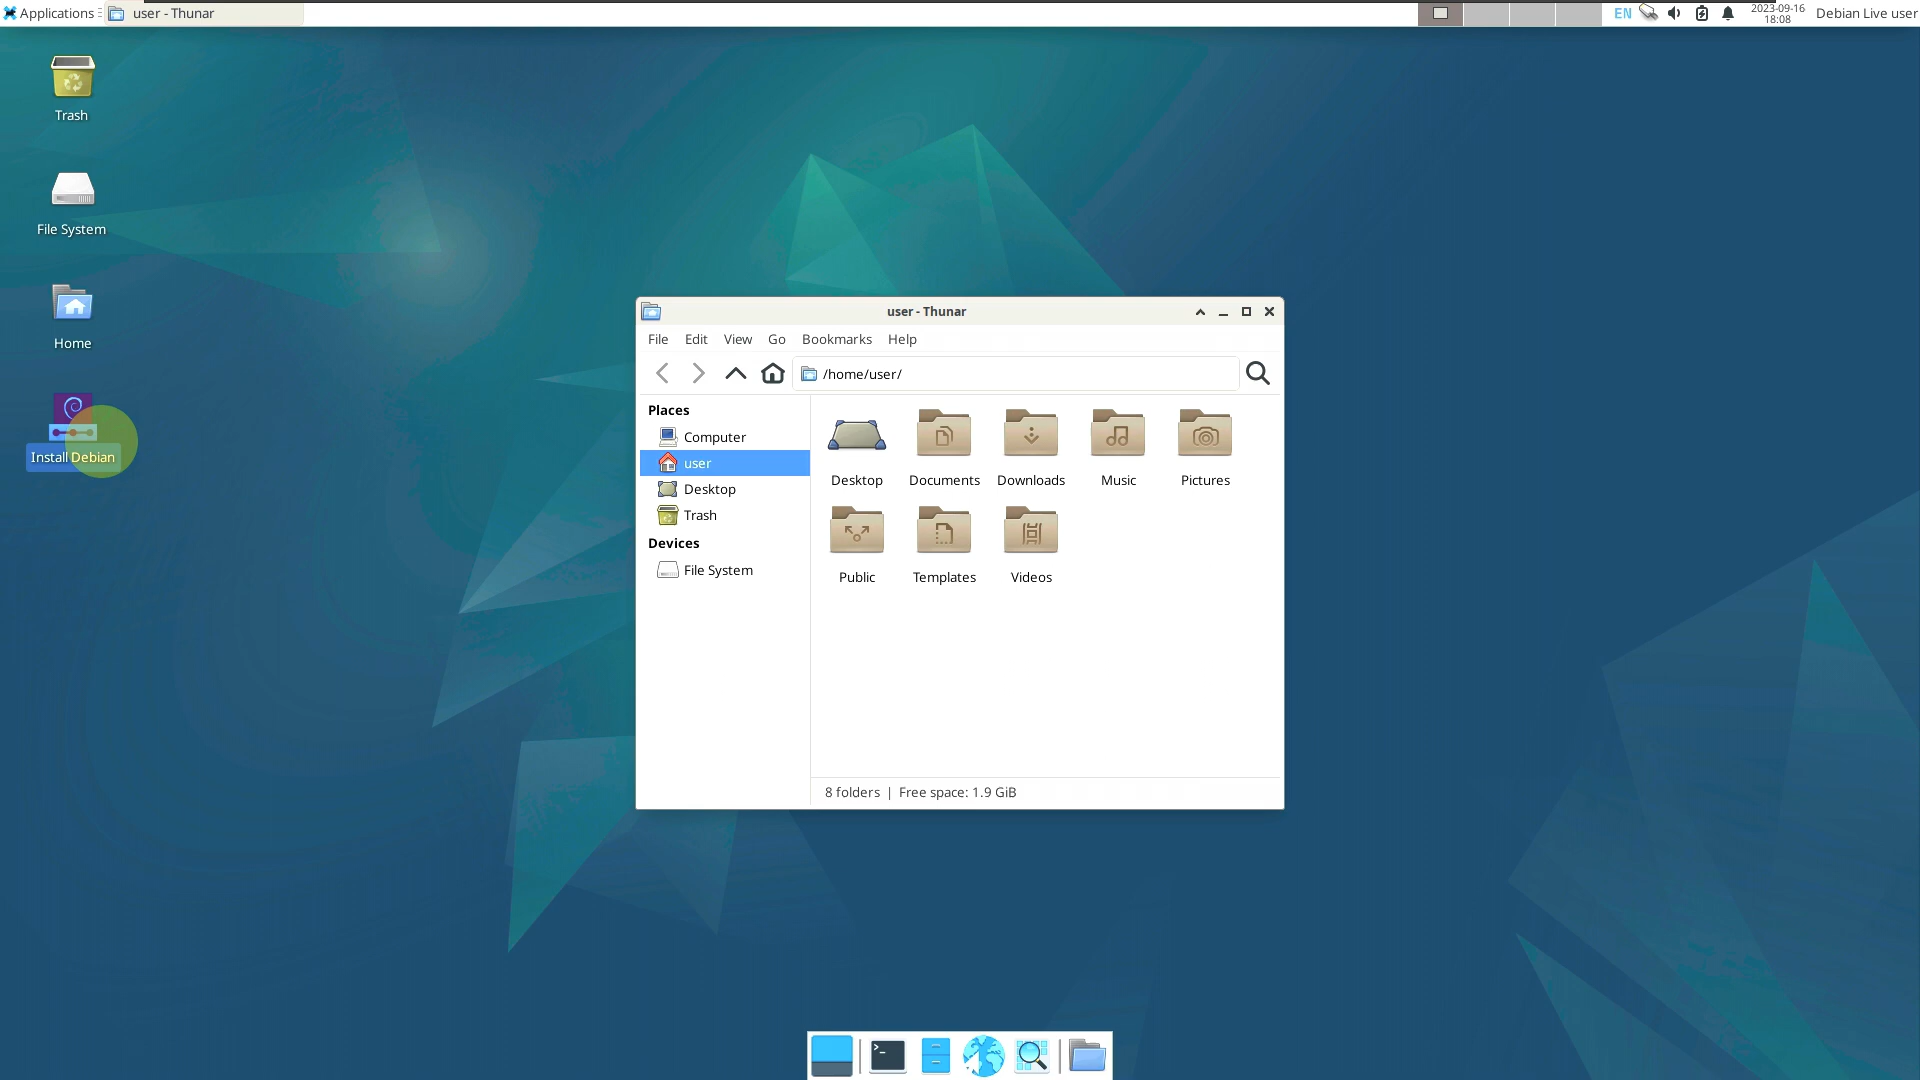 Applications
user - Thunar
EN
2023-09-16
18:08
Debian Live user
Trash
File System
Home
Install Debian
user - Thunar
File Edit View Go Bookmarks Help
/home/user/
Places
Computer
user
Desktop
Trash
Devices
File System
Desktop Documents Downloads Music Pictures
Public Templates Videos
8 folders | Free space: 1.9 GiB